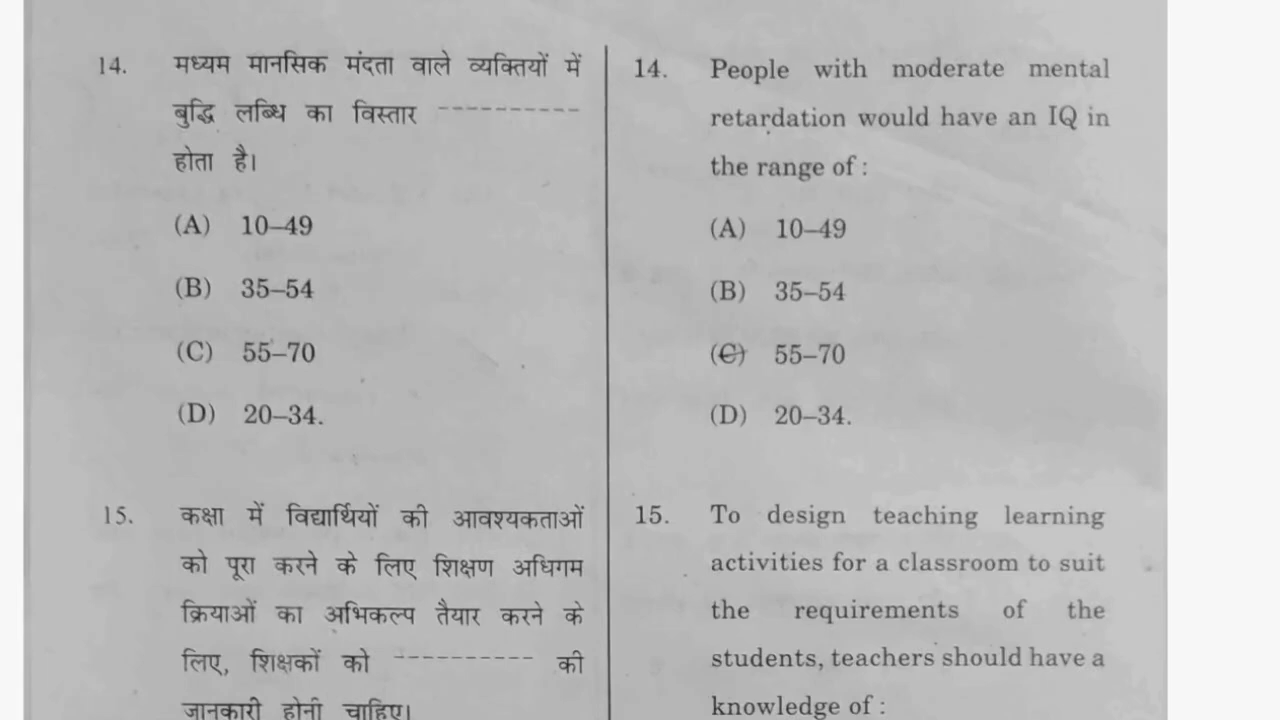 14. मध्यम मानसिक मंदता वाले व्यक्तियों में
बुद्धि लब्धि का विस्तार ----------
होता है।
(A) 10–49
(B) 35–54
(C) 55–70
(D) 20–34.
15. कक्षा में विद्यार्थियों की आवश्यकताओं
को पूरा करने के लिए शिक्षण अधिगम
क्रियाओं का अभिकल्प तैयार करने के
लिए, शिक्षकों को ---------- की
जानकारी होनी चाहिए।
14. People with moderate mental
retardation would have an IQ in
the range of :
(A) 10–49
(B) 35–54
(C) 55–70
(D) 20–34.
15. To design teaching learning
activities for a classroom to suit
the requirements of the
students, teachers should have a
knowledge of :